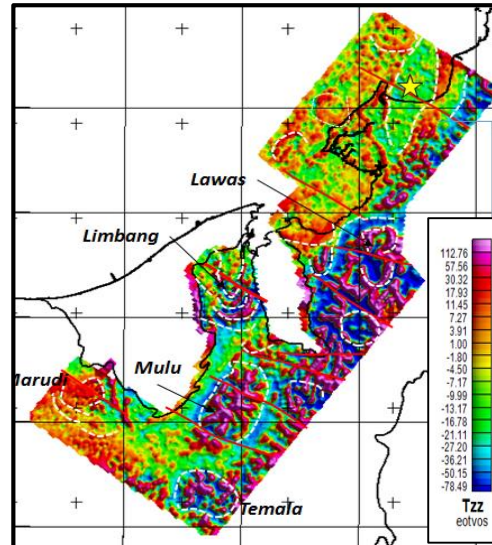 Lawas
Limbang
Mulu
Marudi
Temala
112.76
57.56
30.32
17.93
11.45
7.27
3.91
1.00
-1.80
-4.50
-7.17
-9.99
-13.17
-16.78
-21.11
-27.20
-36.21
-50.15
-78.49
Tzz
eotvos